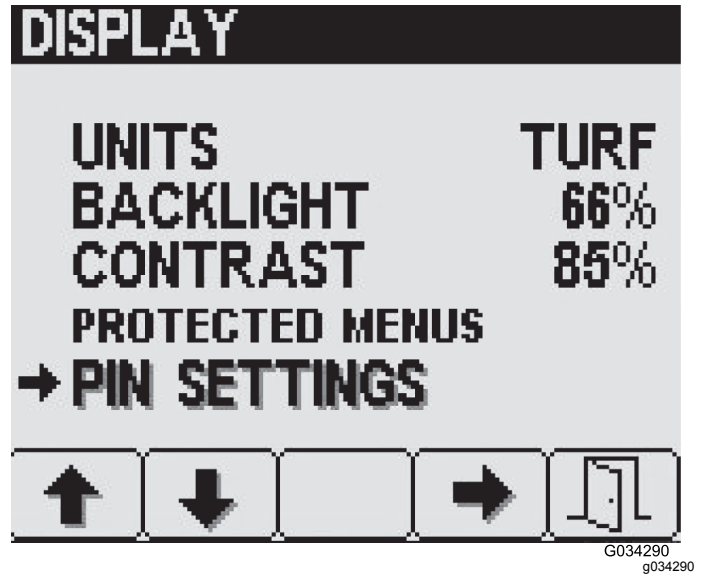 DISPLAY
UNITS TURF
BACKLIGHT 66%
CONTRAST 85%
PROTECTED MENUS
PIN SETTINGS
G034290
g034290